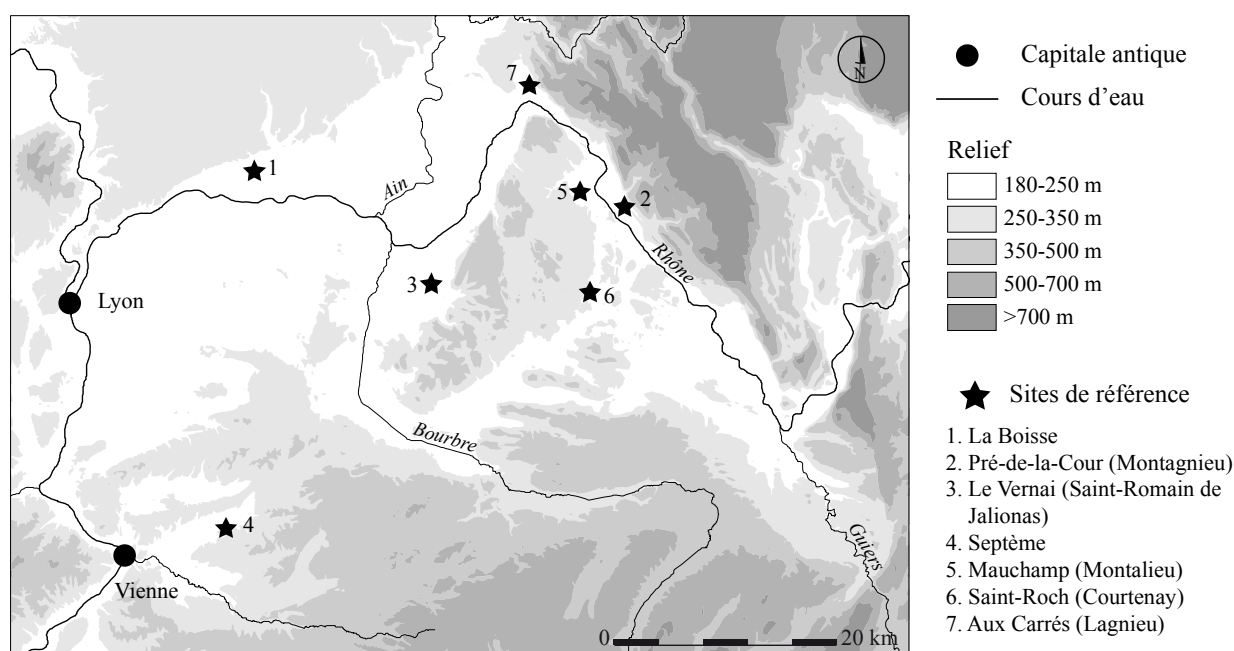 7
N
1
Ain
5
2
Rhône
3
6
Lyon
Bourbre
4
Guiers
Vienne
0
20 km
Capitale antique
Cours d'eau
Relief
180-250 m
250-350 m
350-500 m
500-700 m
>700 m
Sites de référence
1. La Boisse
2. Pré-de-la-Cour (Montagnieu)
3. Le Vernai (Saint-Romain de
Jalionas)
4. Septème
5. Mauchamp (Montalieu)
6. Saint-Roch (Courtenay)
7. Aux Carrés (Lagnieu)